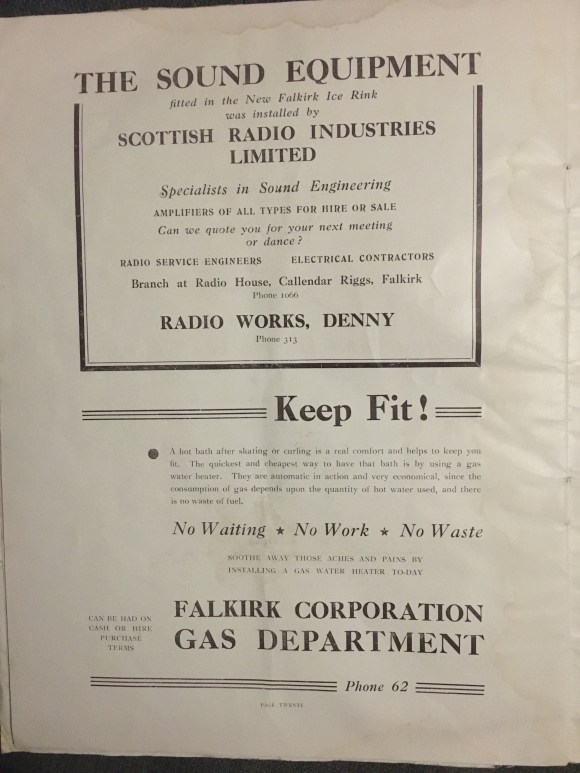 THE SOUND EQUIPMENT
fitted in the New Falkirk Ice Rink
was installed by
SCOTTISH RADIO INDUSTRIES
LIMITED
Specialists in Sound Engineering
AMPLIFIERS OF ALL TYPES FOR HIRE OR SALE
Can we quote you for your next meeting
or dance?
RADIO SERVICE ENGINEERS ELECTRICAL CONTRACTORS
Branch at Radio House, Callendar Riggs, Falkirk
Phone 1066
RADIO WORKS, DENNY
Phone 313
Keep Fit!
A hot bath after skating or curling is a real comfort and helps to keep you
fit. The quickest and cheapest way to have that bath is by using a gas
water heater. They are automatic in action and very economical, since the
consumption of gas depends upon the quantity of hot water used, and there
is no waste of fuel.
No Waiting ★ No Work ★ No Waste
SOOTHE AWAY THOSE ACHES AND PAINS BY
INSTALLING A GAS WATER HEATER TO-DAY
CAN BE HAD ON
CASH OR HIRE
PURCHASE
TERMS
FALKIRK CORPORATION
GAS DEPARTMENT
Phone 62
PAGE TWENTY